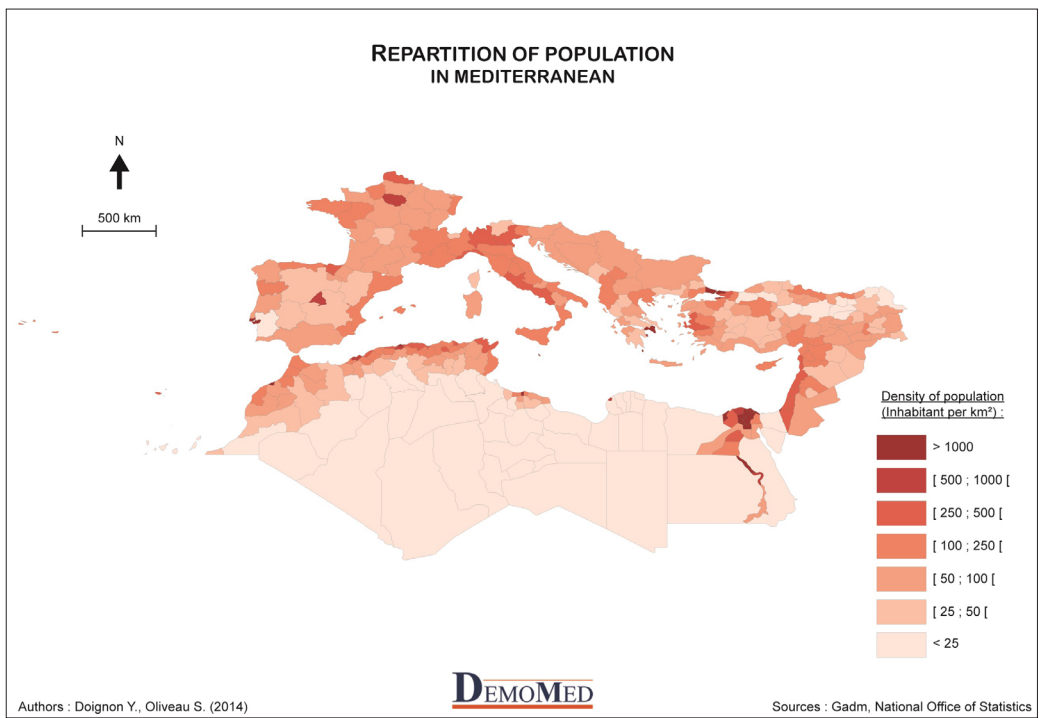 REPARTITION OF POPULATION
IN MEDITERRANEAN
N
500 km
Density of population
(Inhabitant per km²) :
> 1000
[ 500 ; 1000 [
[ 250 ; 500 [
[ 100 ; 250 [
[ 50 ; 100 [
[ 25 ; 50 [
< 25
Authors : Doignon Y., Oliveau S. (2014)
DEMOMED
Sources : Gadm, National Office of Statistics